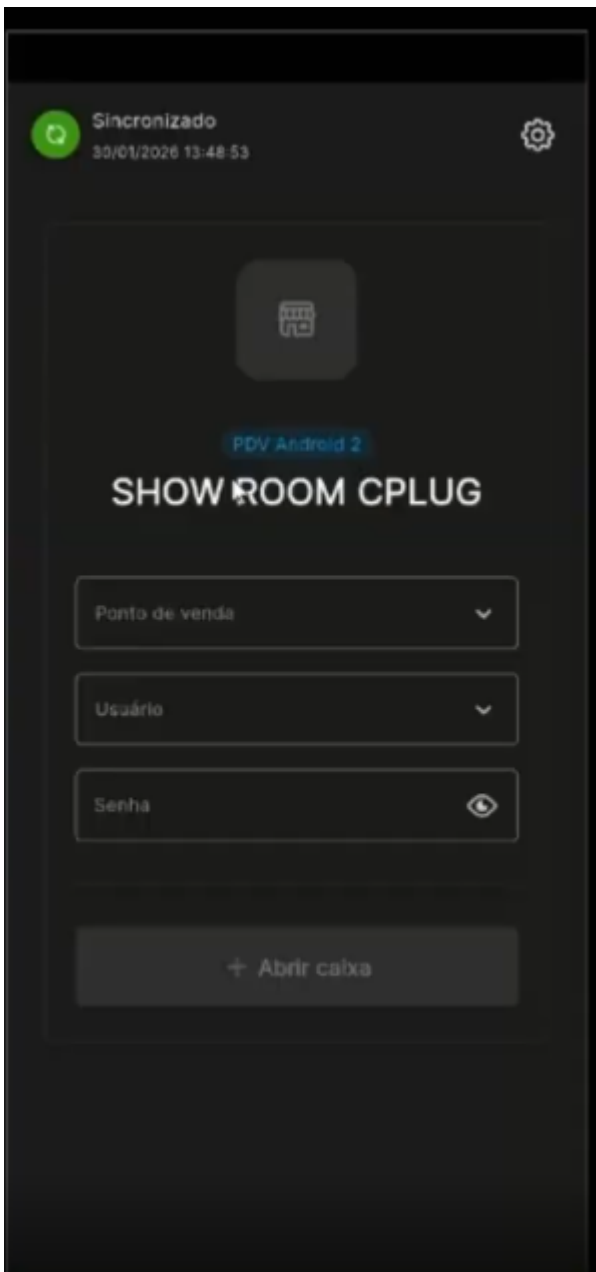 Sincronizado
30/01/2026 13:48:53
PDV Android 2
SHOW ROOM CPLUG
Ponto de venda
Usuário
Senha
+ Abrir caixa